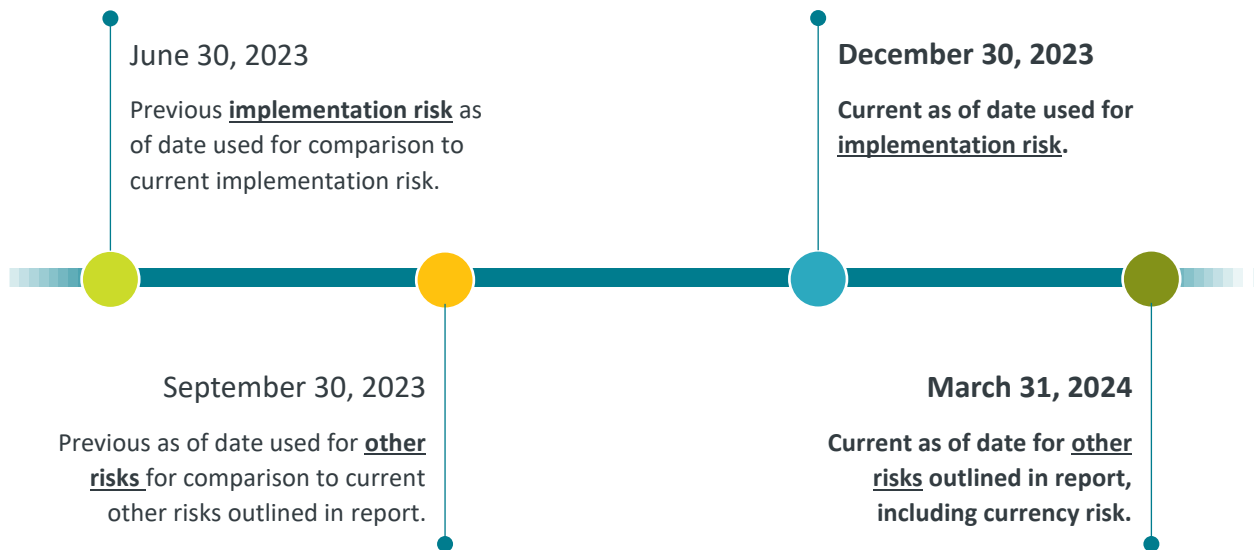 June 30, 2023
Previous implementation risk as
of date used for comparison to
current implementation risk.
December 30, 2023
Current as of date used for
implementation risk.
September 30, 2023
Previous as of date used for other
risks for comparison to current
other risks outlined in report.
March 31, 2024
Current as of date for other
risks outlined in report,
including currency risk.